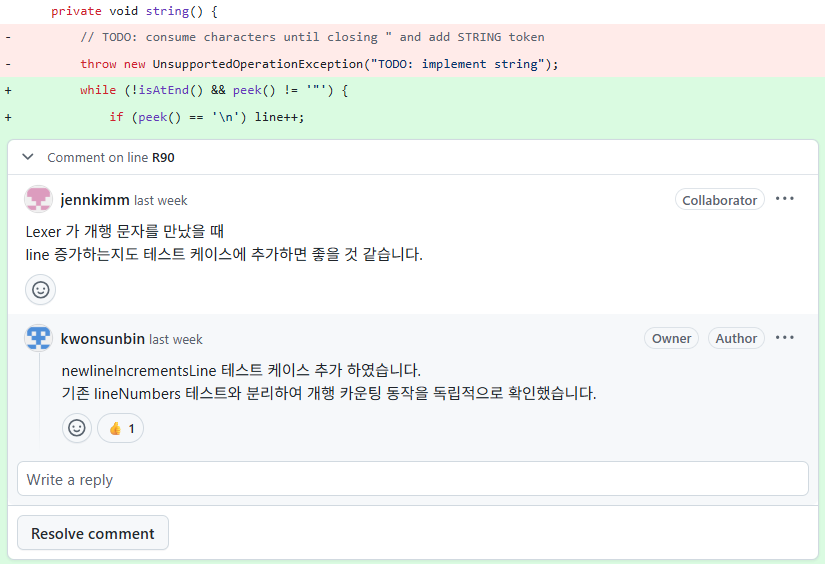 private void string() {
- // TODO: consume characters until closing " and add STRING token
- throw new UnsupportedOperationException("TODO: implement string");
+ while (!isAtEnd() && peek() != '"') {
+ if (peek() == '\n') line++;
Comment on line R90
jennkimm last week Collaborator ...
Lexer 가 개행 문자를 만났을 때
line 증가하는지도 테스트 케이스에 추가하면 좋을 것 같습니다.
kwonsunbin last week Owner Author ...
newlineIncrementsLine 테스트 케이스 추가 하였습니다.
기존 lineNumbers 테스트와 분리하여 개행 카운팅 동작을 독립적으로 확인했습니다.
👍 1
Write a reply
Resolve comment